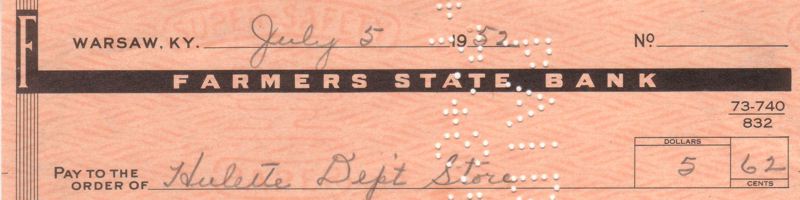 WARSAW, KY. July 5 1952 Nº
F
FARMERS STATE BANK
73-740
832
DOLLARS
PAY TO THE
ORDER OF Hulette Dep't Store 5 62
CENTS